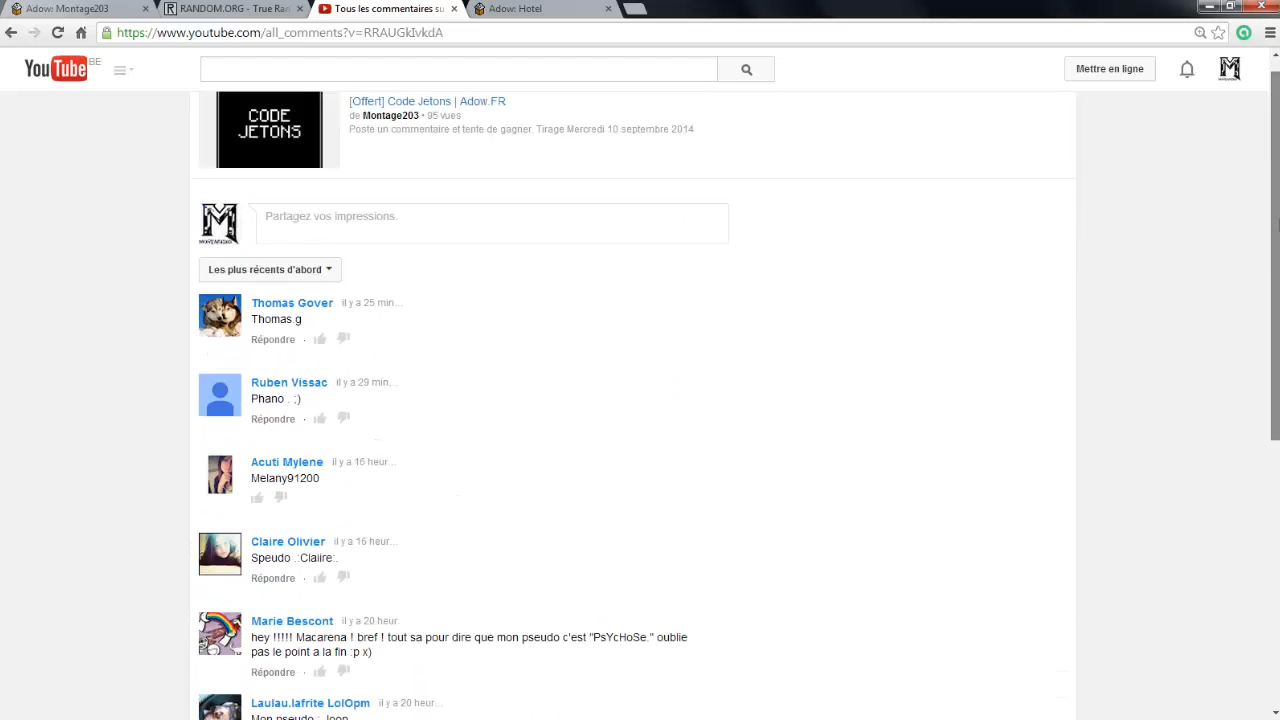 Adow: Montage203
RANDOM.ORG - True Ran
Tous les commentaires su
Adow: Hotel
https://www.youtube.com/all_comments?v=RRAUGkIvkdA
YouTube BE
Mettre en ligne
M
CODE
JETONS
[Offert] Code Jetons | Adow.FR
de Montage203 • 95 vues
Poste un commentaire et tente de gagner. Tirage Mercredi 10 septembre 2014
Partagez vos impressions.
Les plus récents d'abord
Thomas Gover il y a 25 min...
Thomas.g
Répondre ·
Ruben Vissac il y a 29 min...
Phano . ;)
Répondre ·
Acuti Mylene il y a 16 heur...
Melany91200
Claire Olivier il y a 16 heur...
Speudo .:Claiire:.
Répondre ·
Marie Bescont il y a 20 heur.
hey !!!!! Macarena ! bref ! tout sa pour dire que mon pseudo c'est "PsYcHoSe." oublie
pas le point a la fin :p x)
Répondre ·
Laulau.lafrite LolOpm il y a 20 heur...
Mon pseudo : Joop